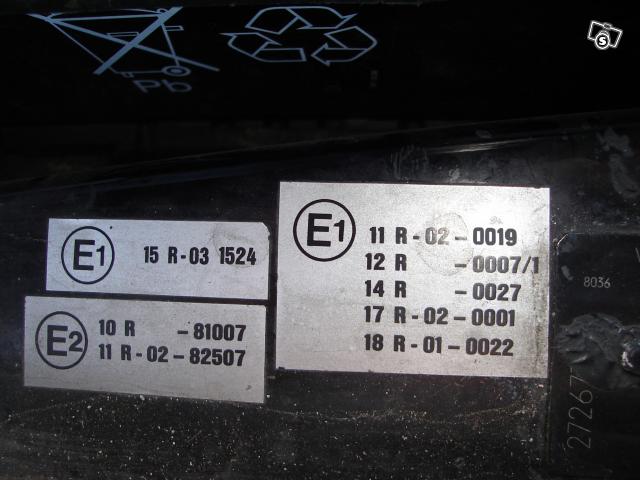 Pb
E1 15 R-03 1524
E2
10 R -81007
11 R-02-82507
E1
11 R-02-0019
12 R -0007/1
14 R -0027
17 R-02-0001
18 R-01-0022
8036
27267
S